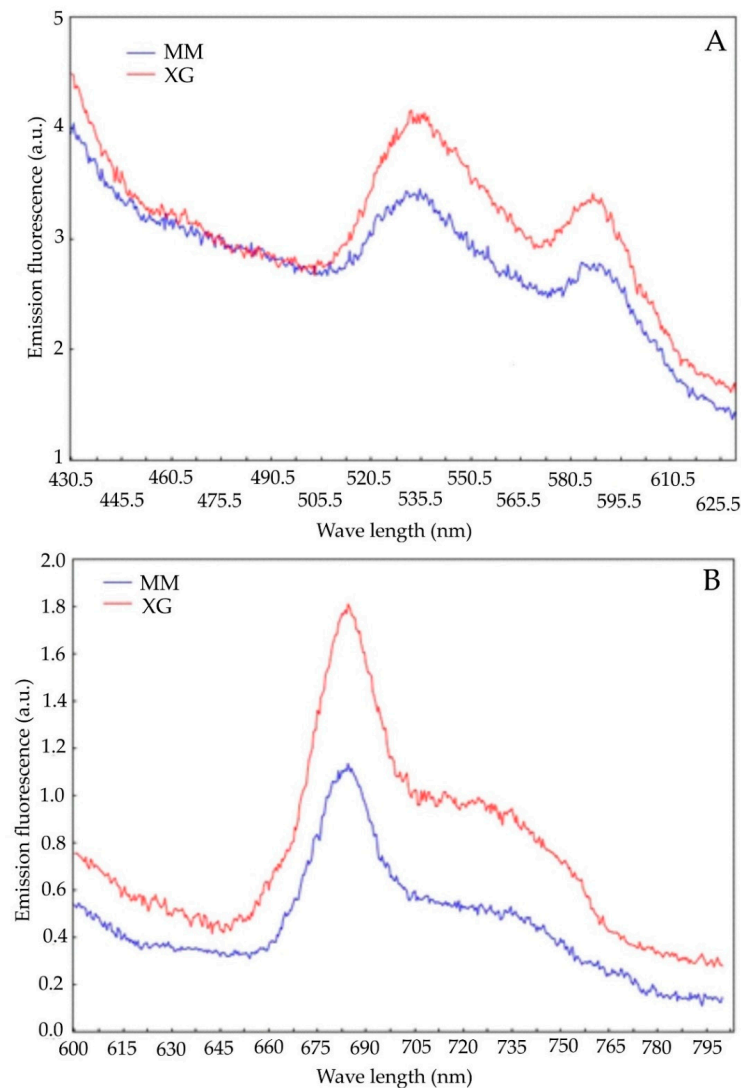 A
MM
XG
5
4
3
2
1
Emission fluorescence (a.u.)
430.5 460.5 490.5 520.5 550.5 580.5 610.5
445.5 475.5 505.5 535.5 565.5 595.5 625.5
Wave length (nm)
B
MM
XG
2.0
1.8
1.6
1.4
1.2
1.0
0.8
0.6
0.4
0.2
0.0
Emission fluorescence (a.u.)
600 615 630 645 660 675 690 705 720 735 750 765 780 795
Wave length (nm)